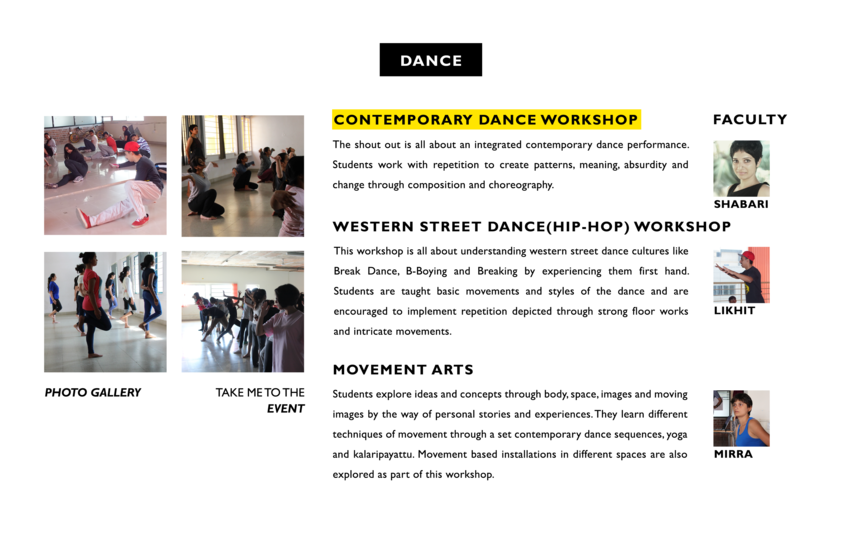 DANCE
CONTEMPORARY DANCE WORKSHOP
The shout out is all about an integrated contemporary dance performance.
Students work with repetition to create patterns, meaning, absurdity and
change through composition and choreography.
FACULTY
SHABARI
WESTERN STREET DANCE(HIP-HOP) WORKSHOP
This workshop is all about understanding western street dance cultures like
Break Dance, B-Boying and Breaking by experiencing them first hand.
Students are taught basic movements and styles of the dance and are
encouraged to implement repetition depicted through strong floor works
and intricate movements.
LIKHIT
MOVEMENT ARTS
Students explore ideas and concepts through body, space, images and moving
images by the way of personal stories and experiences. They learn different
techniques of movement through a set contemporary dance sequences, yoga
and kalaripayattu. Movement based installations in different spaces are also
explored as part of this workshop.
MIRRA
PHOTO GALLERY
TAKE ME TO THE
EVENT